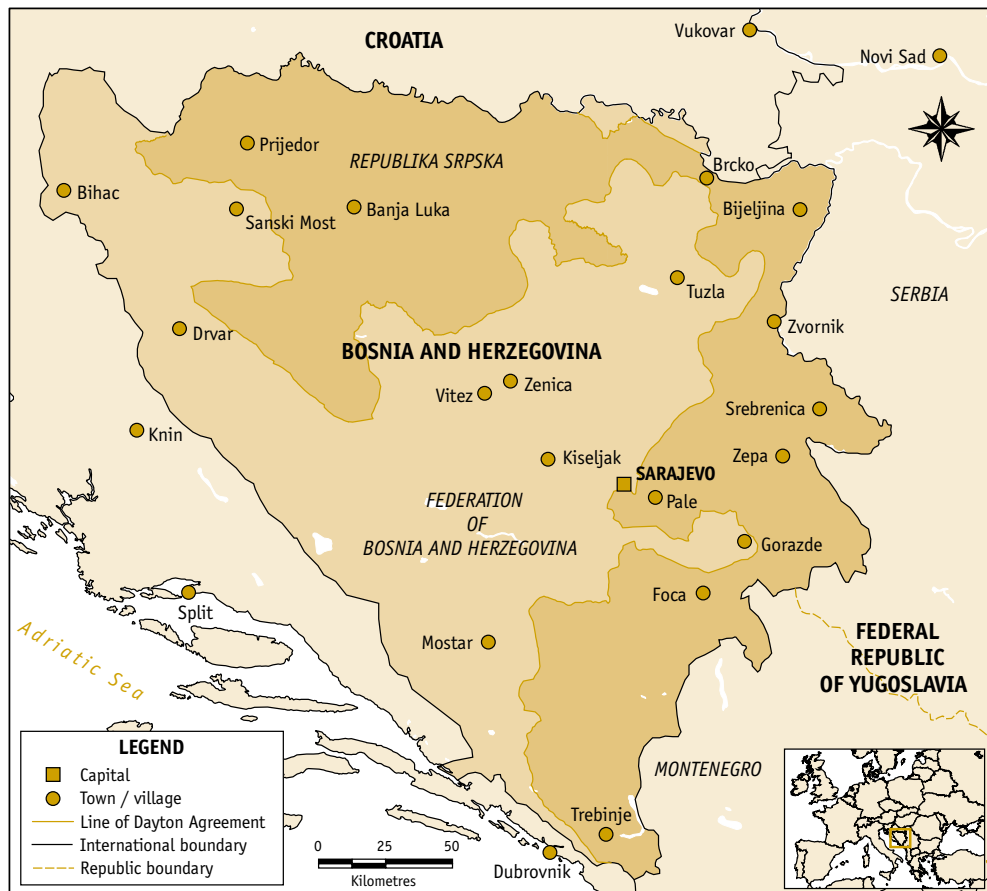 CROATIA
Vukovar
Novi Sad
Prijedor
REPUBLIKA SRPSKA
Brcko
Bihac
Sanski Most
Banja Luka
Bijeljina
Tuzla
SERBIA
Zvornik
Drvar
BOSNIA AND HERZEGOVINA
Zenica
Vitez
Srebrenica
Knin
Kiseljak
Zepa
SARAJEVO
Pale
FEDERATION
OF
BOSNIA AND HERZEGOVINA
Gorazde
Foca
Split
Adriatic Sea
Mostar
FEDERAL
REPUBLIC
OF YUGOSLAVIA
MONTENEGRO
Trebinje
Dubrovnik
LEGEND
Capital
Town / village
Line of Dayton Agreement
International boundary
Republic boundary
0 25 50
Kilometres